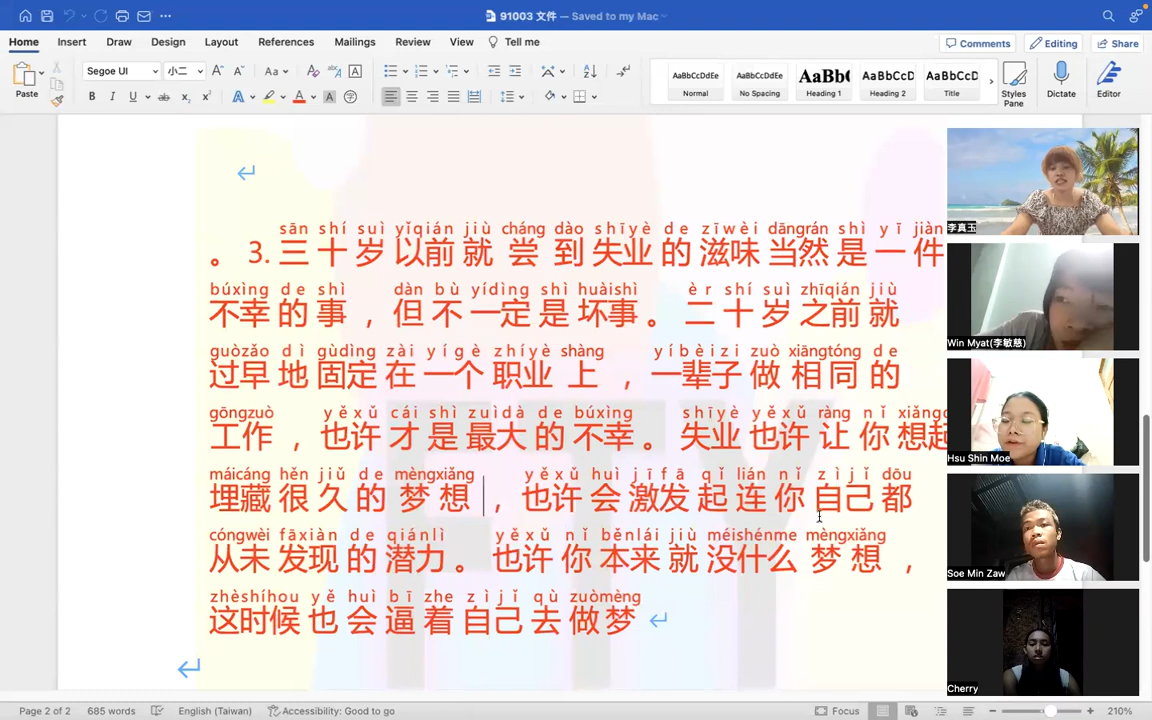 91003 文件 — Saved to my Mac
Home Insert Draw Design Layout References Mailings Review View Tell me Comments Editing Share
Paste Segoe UI 小二 Aa A
B I U ab x₂ x² A A A
AaBbCcDdEe AaBbCcDdEe AaBb( AaBbCcD AaBbCcD
Normal No Spacing Heading 1 Heading 2 Title Styles Pane Dictate Editor
sān shí suì yǐqián jiù cháng dào shīyè de zīwèi dāngrán shì yī jiàn
。 3. 三 十 岁 以前 就 尝 到 失业 的 滋味 当然 是 一 件
búxìng de shì dàn bù yídìng shì huàishì èr shí suì zhīqián jiù
不幸 的 事 ，但 不 一定 是 坏事 。 二 十 岁 之前 就
guòzǎo dì gùdìng zài yígè zhíyè shàng yíbèizi zuò xiāngtóng de
过早 地 固定 在 一个 职业 上 ，一辈子 做 相同 的
gōngzuò yěxǔ cái shì zuìdà de búxìng shīyè yěxǔ ràng nǐ xiǎng
工作 ，也许 才 是 最大 的 不幸 。 失业 也许 让 你 想起
máicáng hěn jiǔ de mèngxiǎng yěxǔ huì jīfā qǐ lián nǐ zìjǐ dōu
埋藏 很 久 的 梦 想 ，也许 会 激发 起 连 你 自己 都
cóngwèi fāxiàn de qiánlì yěxǔ nǐ běnlái jiù méishénme mèngxiǎng
从未 发现 的 潜力 。 也许 你 本来 就 没什么 梦 想 ，
zhèshíhou yě huì bī zhe zìjǐ qù zuòmèng
这时候 也 会 逼 着 自己 去 做 梦
李真玉
Win Myat(李敏慈)
Hsu Shin Moe
Soe Min Zaw
Cherry
Page 2 of 2 685 words English (Taiwan) Accessibility: Good to go Focus 210%